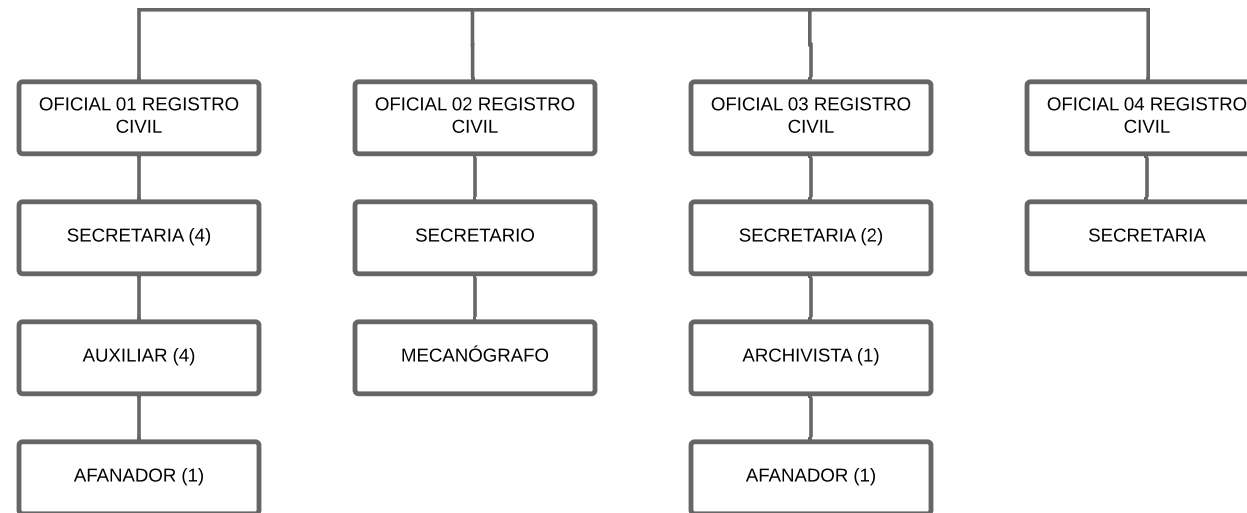 OFICIAL 01 REGISTRO
CIVIL
OFICIAL 02 REGISTRO
CIVIL
OFICIAL 03 REGISTRO
CIVIL
OFICIAL 04 REGISTRO
CIVIL
SECRETARIA (4)
SECRETARIO
SECRETARIA (2)
SECRETARIA
AUXILIAR (4)
MECANÓGRAFO
ARCHIVISTA (1)
AFANADOR (1)
AFANADOR (1)